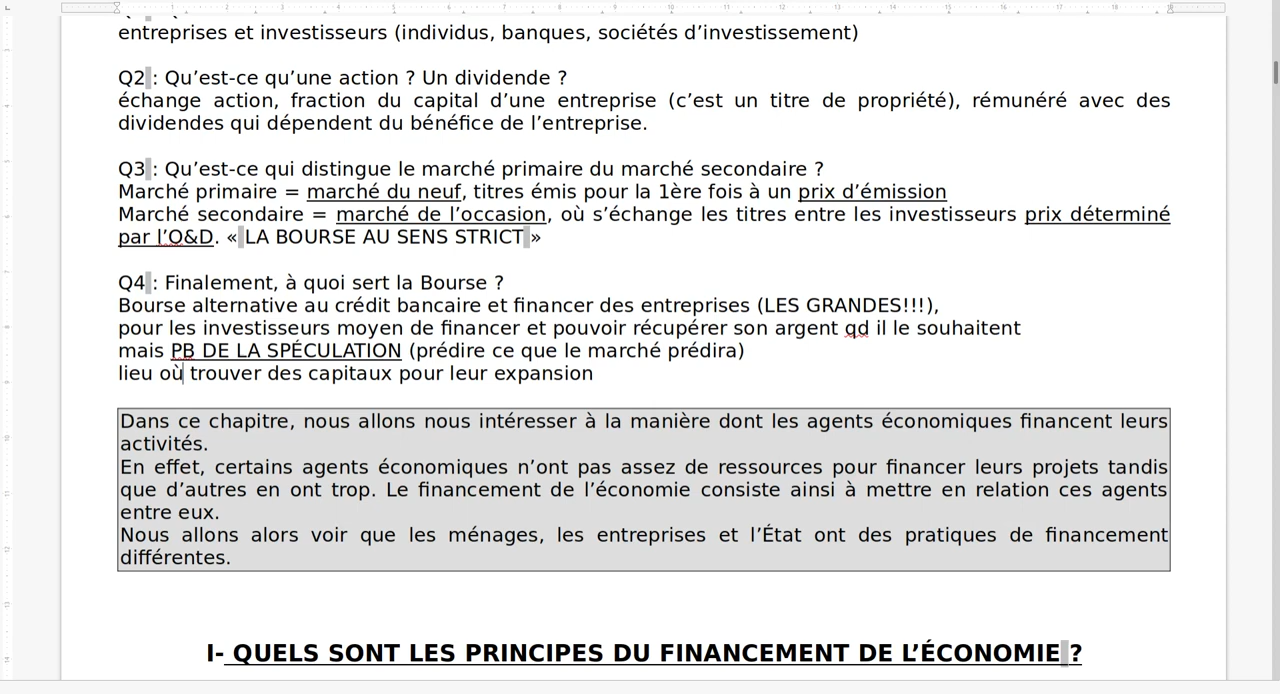 entreprises et investisseurs (individus, banques, sociétés d’investissement)
Q2 : Qu’est-ce qu’une action ? Un dividende ?
échange action, fraction du capital d’une entreprise (c’est un titre de propriété), rémunéré avec des
dividendes qui dépendent du bénéfice de l’entreprise.
Q3 : Qu’est-ce qui distingue le marché primaire du marché secondaire ?
Marché primaire = marché du neuf, titres émis pour la 1ère fois à un prix d’émission
Marché secondaire = marché de l’occasion, où s’échange les titres entre les investisseurs prix déterminé
par l’O&D. « LA BOURSE AU SENS STRICT »
Q4 : Finalement, à quoi sert la Bourse ?
Bourse alternative au crédit bancaire et financer des entreprises (LES GRANDES!!!),
pour les investisseurs moyen de financer et pouvoir récupérer son argent qd il le souhaitent
mais PB DE LA SPÉCULATION (prédire ce que le marché prédira)
lieu où trouver des capitaux pour leur expansion
Dans ce chapitre, nous allons nous intéresser à la manière dont les agents économiques financent leurs
activités.
En effet, certains agents économiques n’ont pas assez de ressources pour financer leurs projets tandis
que d’autres en ont trop. Le financement de l’économie consiste ainsi à mettre en relation ces agents
entre eux.
Nous allons alors voir que les ménages, les entreprises et l’État ont des pratiques de financement
différentes.
I- QUELS SONT LES PRINCIPES DU FINANCEMENT DE L’ÉCONOMIE ?